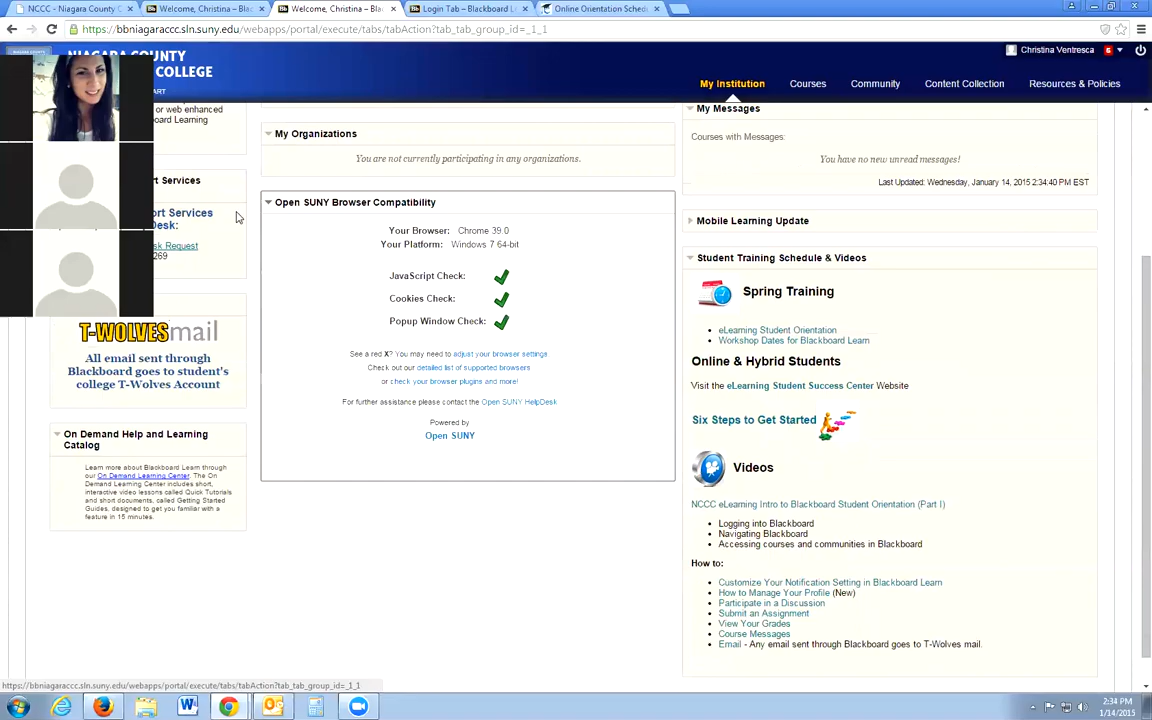 NCCC - Niagara County C
Welcome, Christina – Blac
Welcome, Christina – Blac
Login Tab – Blackboard L
Online Orientation Schedu
https://bbniagaraccc.sln.suny.edu/webapps/portal/execute/tabs/tabAction?tab_tab_group_id=_1_1
NIAGARA COUNTY
COLLEGE
ART
Christina Ventresca 6
My Institution Courses Community Content Collection Resources & Policies
or web enhanced
board Learning
rt Services
ort Services
Desk:
sk Request
269
T-WOLVESmail
All email sent through
Blackboard goes to student's
college T-Wolves Account
On Demand Help and Learning
Catalog
Learn more about Blackboard Learn through
our On Demand Learning Center. The On
Demand Learning Center includes short,
interactive video lessons called Quick Tutorials
and short documents, called Getting Started
Guides, designed to get you familiar with a
feature in 15 minutes.
My Organizations
You are not currently participating in any organizations.
Open SUNY Browser Compatibility
Your Browser: Chrome 39.0
Your Platform: Windows 7 64-bit
JavaScript Check:
Cookies Check:
Popup Window Check:
See a red X? You may need to adjust your browser settings
Check out our detailed list of supported browsers
or check your browser plugins and more!
For further assistance please contact the Open SUNY HelpDesk
Powered by
Open SUNY
My Messages
Courses with Messages:
You have no new unread messages!
Last Updated: Wednesday, January 14, 2015 2:34:40 PM EST
Mobile Learning Update
Student Training Schedule & Videos
Spring Training
eLearning Student Orientation
Workshop Dates for Blackboard Learn
Online & Hybrid Students
Visit the eLearning Student Success Center Website
Six Steps to Get Started
Videos
NCCC eLearning Intro to Blackboard Student Orientation (Part I)
Logging into Blackboard
Navigating Blackboard
Accessing courses and communities in Blackboard
How to:
Customize Your Notification Setting in Blackboard Learn
How to Manage Your Profile (New)
Participate in a Discussion
Submit an Assignment
View Your Grades
Course Messages
Email - Any email sent through Blackboard goes to T-Wolves mail.
https://bbniagaraccc.sln.suny.edu/webapps/portal/execute/tabs/tabAction?tab_tab_group_id=_1_1
2:34 PM
1/14/2015